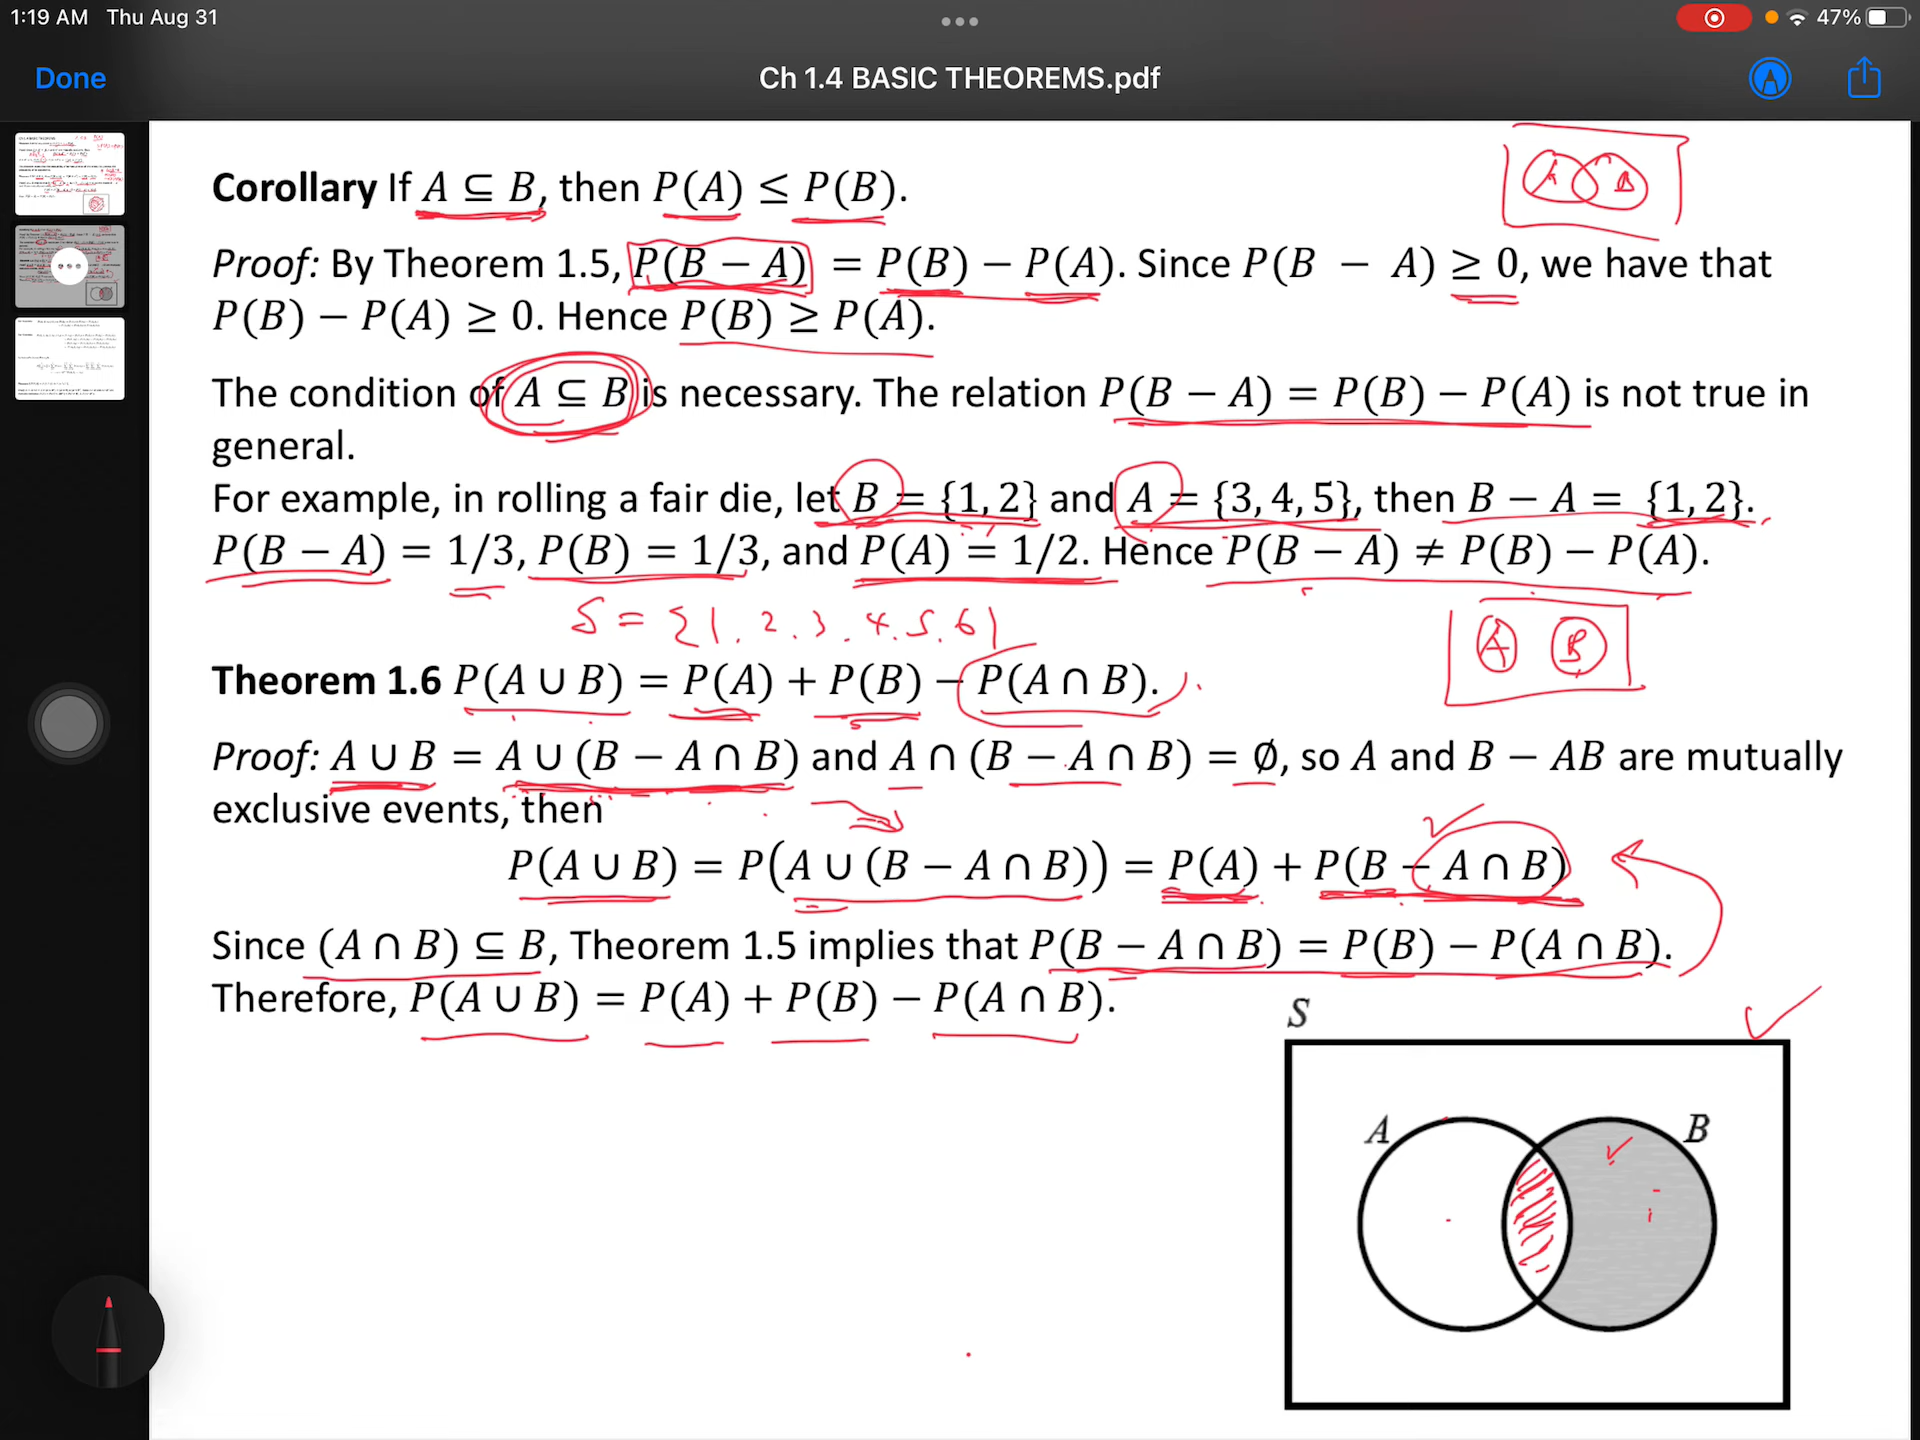 1:19 AM Thu Aug 31
47%
Done
Ch 1.4 BASIC THEOREMS.pdf
A B
Corollary If A ⊆ B, then P(A) ≤ P(B).
Proof: By Theorem 1.5, P(B − A) = P(B) − P(A). Since P(B − A) ≥ 0, we have that
P(B) − P(A) ≥ 0. Hence P(B) ≥ P(A).
The condition of A ⊆ B is necessary. The relation P(B − A) = P(B) − P(A) is not true in
general.
For example, in rolling a fair die, let B = {1, 2} and A = {3, 4, 5}, then B − A = {1, 2}.
P(B − A) = 1/3, P(B) = 1/3, and P(A) = 1/2. Hence P(B − A) ≠ P(B) − P(A).
S = {1. 2. 3. 4. 5. 6}
A B
Theorem 1.6 P(A ∪ B) = P(A) + P(B) − P(A ∩ B).
Proof: A ∪ B = A ∪ (B − A ∩ B) and A ∩ (B − A ∩ B) = ∅, so A and B − AB are mutually
exclusive events, then
P(A ∪ B) = P(A ∪ (B − A ∩ B)) = P(A) + P(B − A ∩ B)
Since (A ∩ B) ⊆ B, Theorem 1.5 implies that P(B − A ∩ B) = P(B) − P(A ∩ B).
Therefore, P(A ∪ B) = P(A) + P(B) − P(A ∩ B).
S
A B